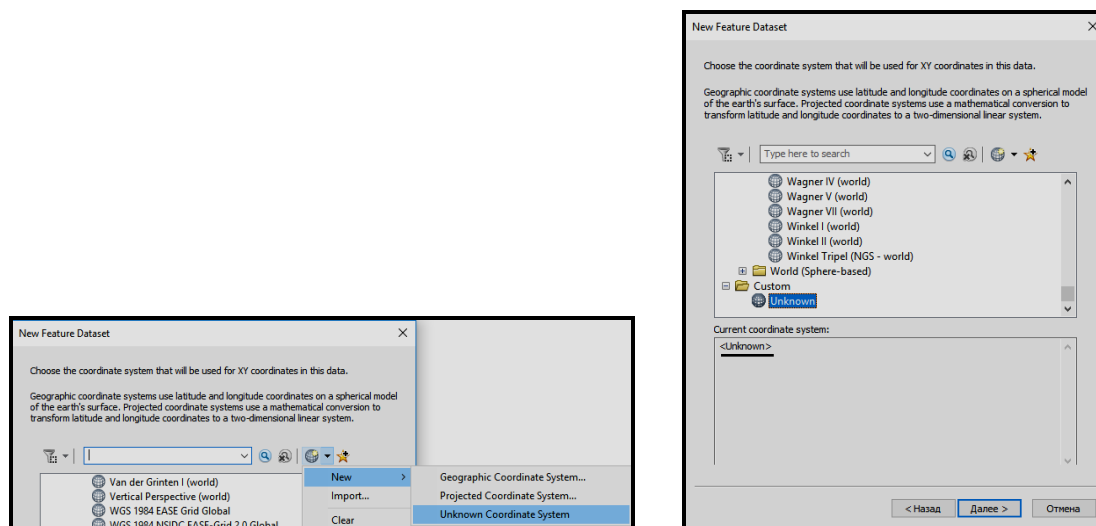 New Feature Dataset
Choose the coordinate system that will be used for XY coordinates in this data.
Geographic coordinate systems use latitude and longitude coordinates on a spherical model
of the earth's surface. Projected coordinate systems use a mathematical conversion to
transform latitude and longitude coordinates to a two-dimensional linear system.
Van der Grinten I (world)
Vertical Perspective (world)
WGS 1984 EASE Grid Global
WGS 1984 NSIDC EASE-Grid 2.0 Global
New
Import...
Clear
Geographic Coordinate System...
Projected Coordinate System...
Unknown Coordinate System
New Feature Dataset
Choose the coordinate system that will be used for XY coordinates in this data.
Geographic coordinate systems use latitude and longitude coordinates on a spherical model
of the earth's surface. Projected coordinate systems use a mathematical conversion to
transform latitude and longitude coordinates to a two-dimensional linear system.
Type here to search
Wagner IV (world)
Wagner V (world)
Wagner VII (world)
Winkel I (world)
Winkel II (world)
Winkel Tripel (NGS - world)
World (Sphere-based)
Custom
Unknown
Current coordinate system:
<Unknown>
< Назад
Далее >
Отмена